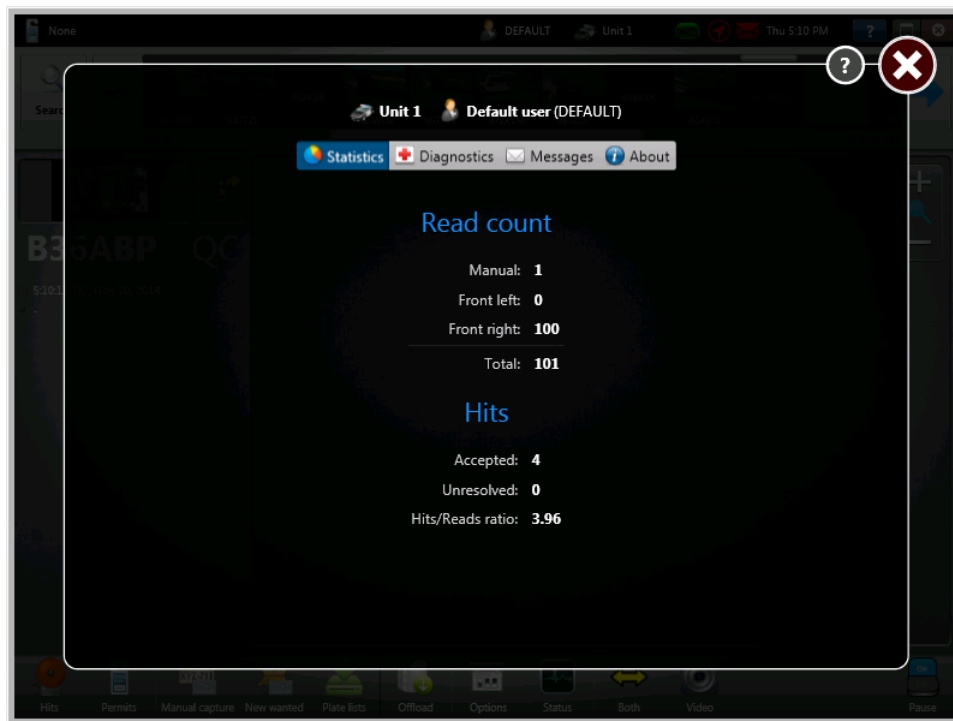 None DEFAULT Unit 1 Thu 5:10 PM ?
?
Unit 1 Default user (DEFAULT)
Statistics Diagnostics Messages About
Read count
Manual: 1
Front left: 0
Front right: 100
Total: 101
Hits
Accepted: 4
Unresolved: 0
Hits/Reads ratio: 3.96
B36ABP QC
Hits Permits Manual capture New wanted Plate lists Offload Options Status Both Video Pause